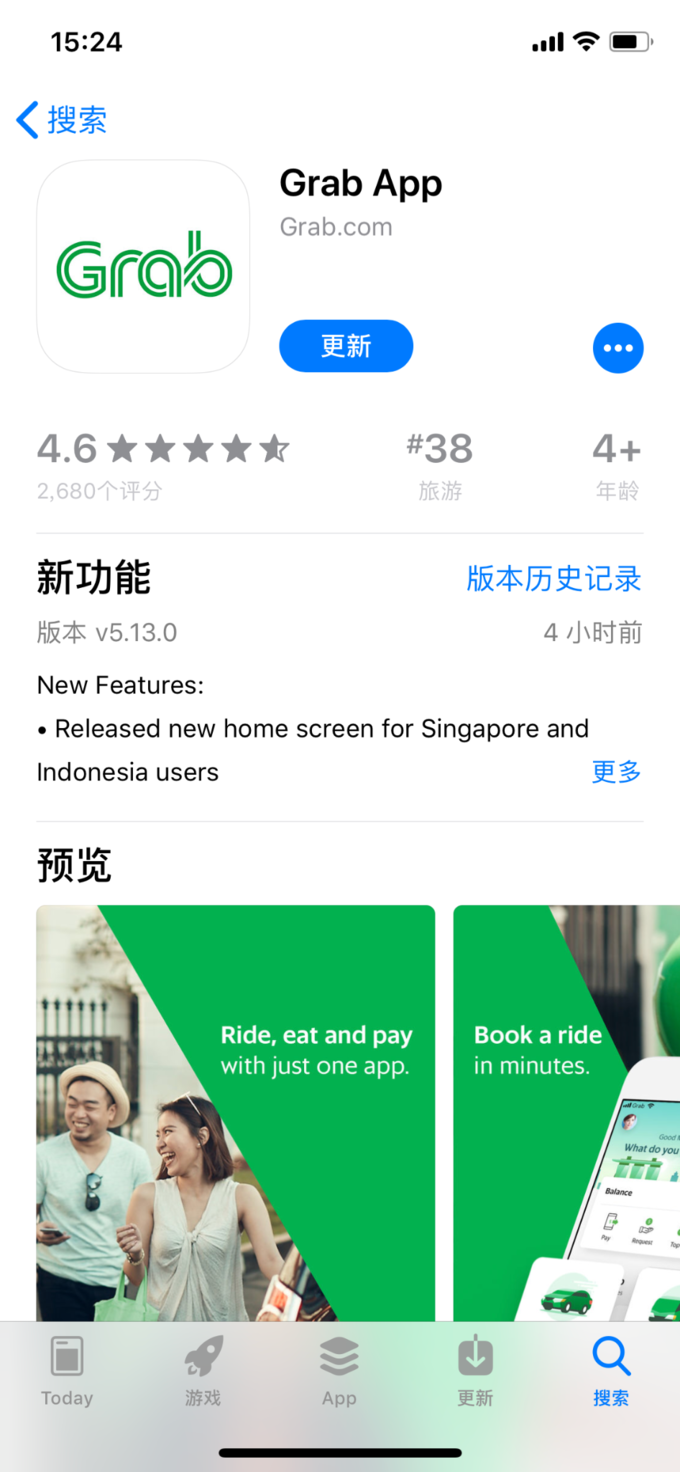 15:24
搜索
Grab
Grab App
Grab.com
更新
4.6
2,680个评分
#38
旅游
4+
年龄
新功能
版本历史记录
版本 v5.13.0
4 小时前
New Features:
• Released new home screen for Singapore and
Indonesia users
更多
预览
Ride, eat and pay
with just one app.
Book a ride
in minutes.
Grab
What do you
Balance
Pay
Request
Today
游戏
App
更新
搜索